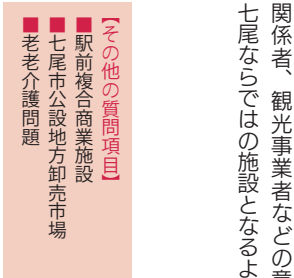 関係者、観光事業者などの意
七尾ならではの施設となるよ
【その他の質問項目】
■駅前複合商業施設
■七尾市公設地方卸売市場
■老老介護問題